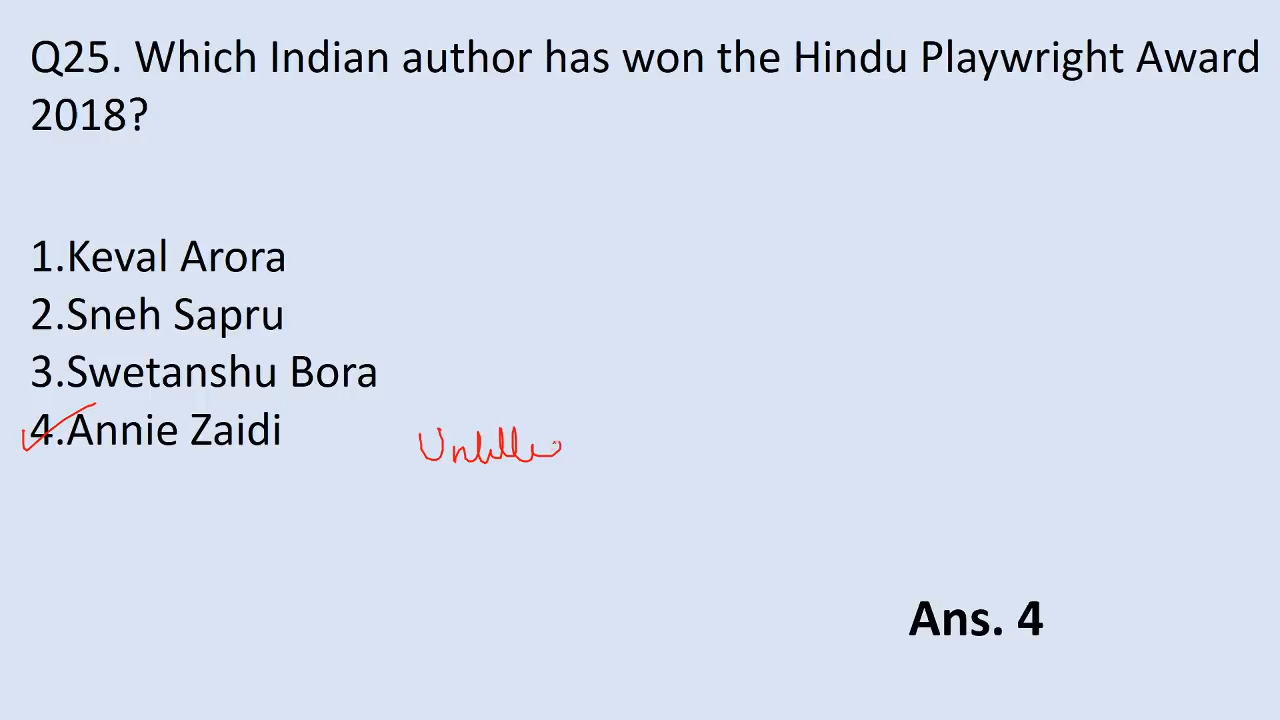 Q25. Which Indian author has won the Hindu Playwright Award
2018?
1.Keval Arora
2.Sneh Sapru
3.Swetanshu Bora
4.Annie Zaidi
Ans. 4